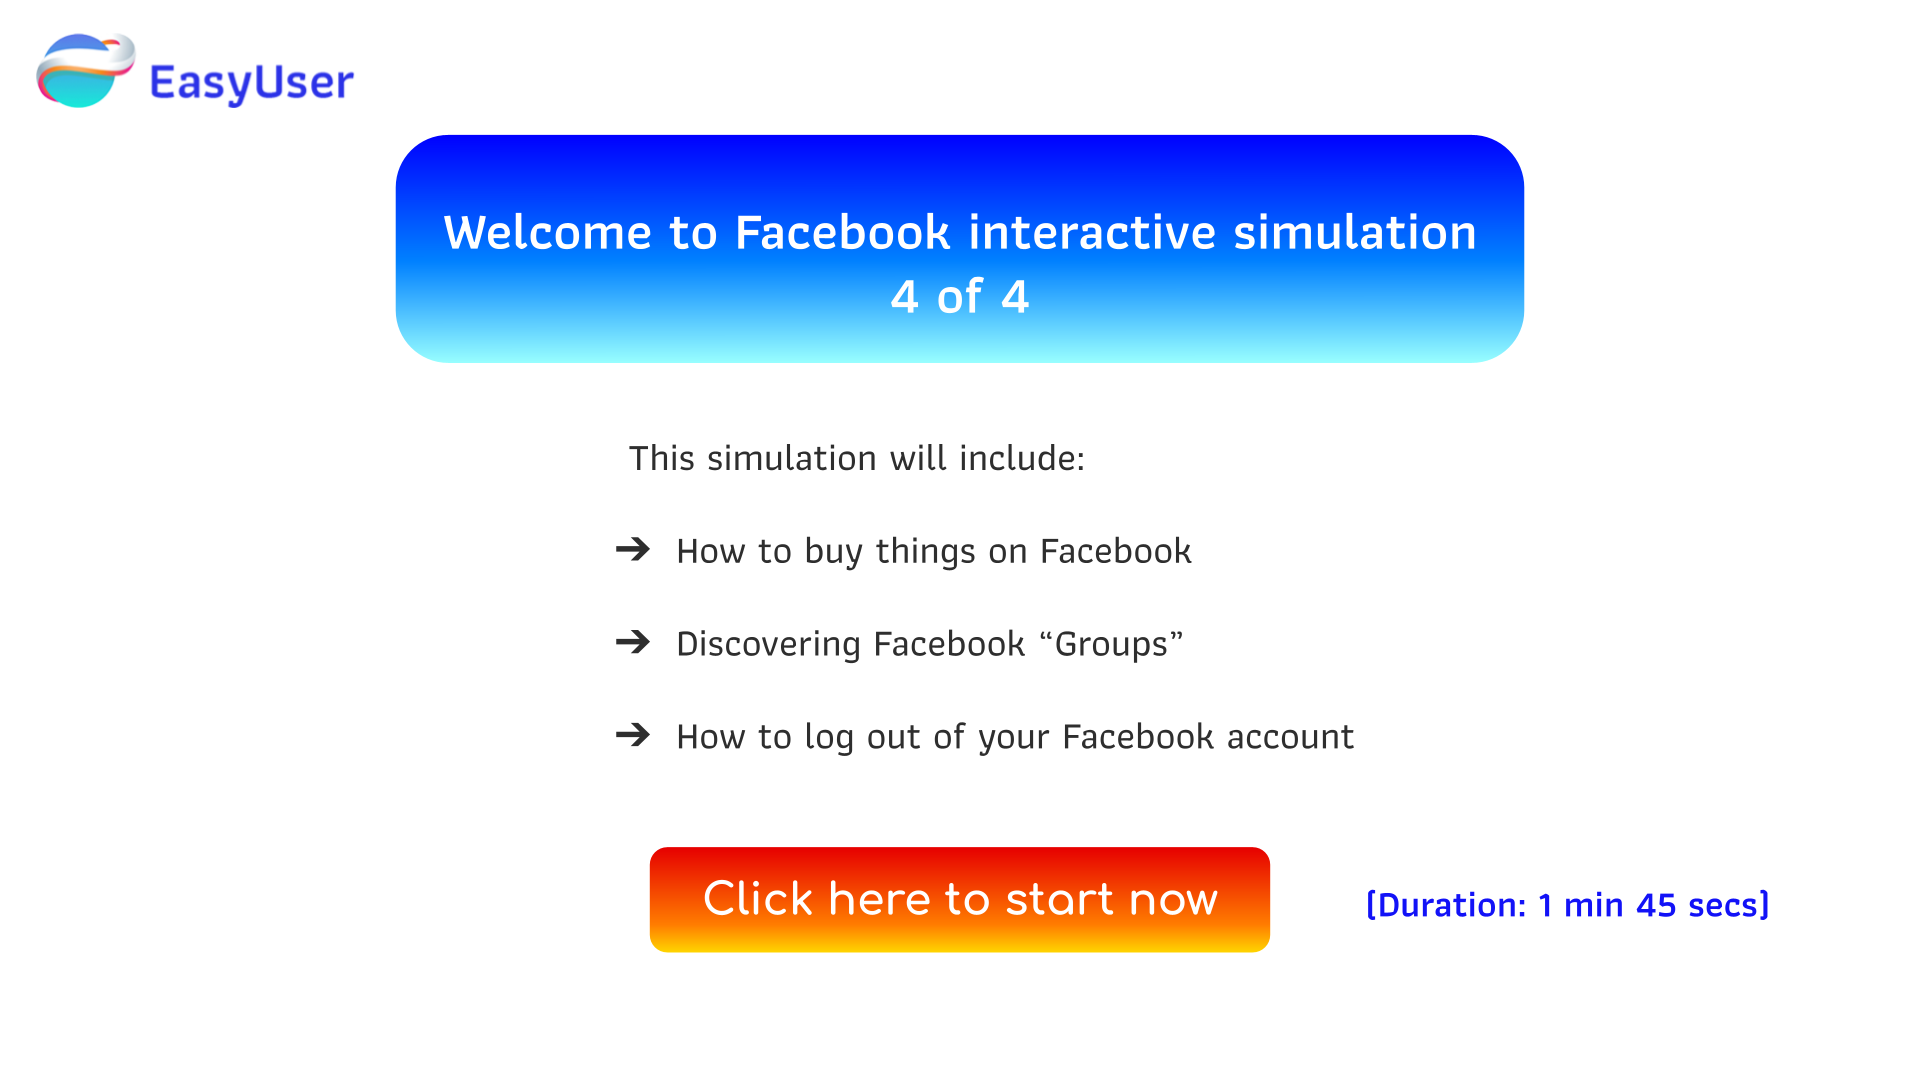 EasyUser
Welcome to Facebook interactive simulation
4 of 4
This simulation will include:
➔ How to buy things on Facebook
➔ Discovering Facebook “Groups”
➔ How to log out of your Facebook account
Click here to start now
[Duration: 1 min 45 secs]